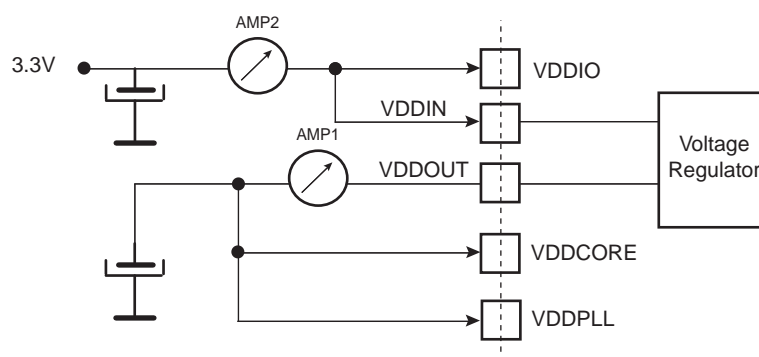 AMP2
3.3V
VDDIO
VDDIN
AMP1
Voltage
Regulator
VDDOUT
VDDCORE
VDDPLL